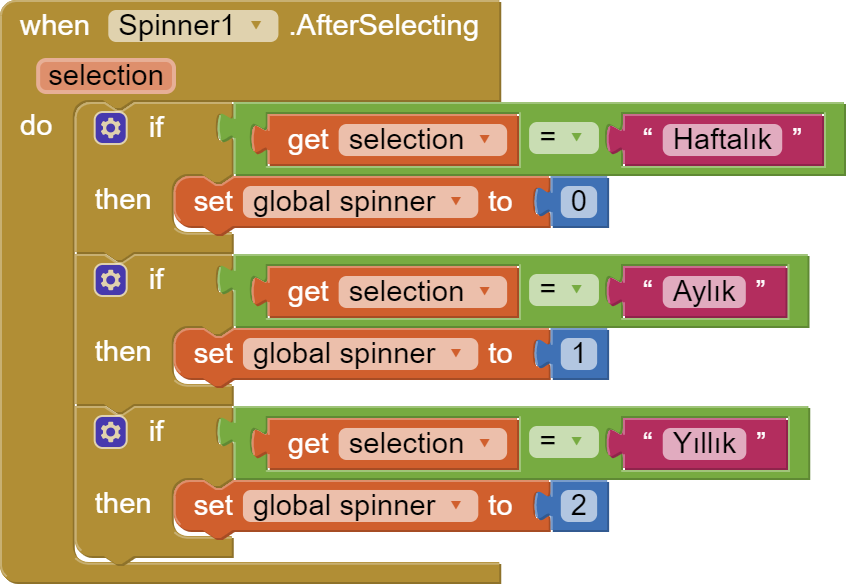 when Spinner1 .AfterSelecting
selection
do if get selection = “ Haftalık ”
then set global spinner to 0
if get selection = “ Aylık ”
then set global spinner to 1
if get selection = “ Yıllık ”
then set global spinner to 2